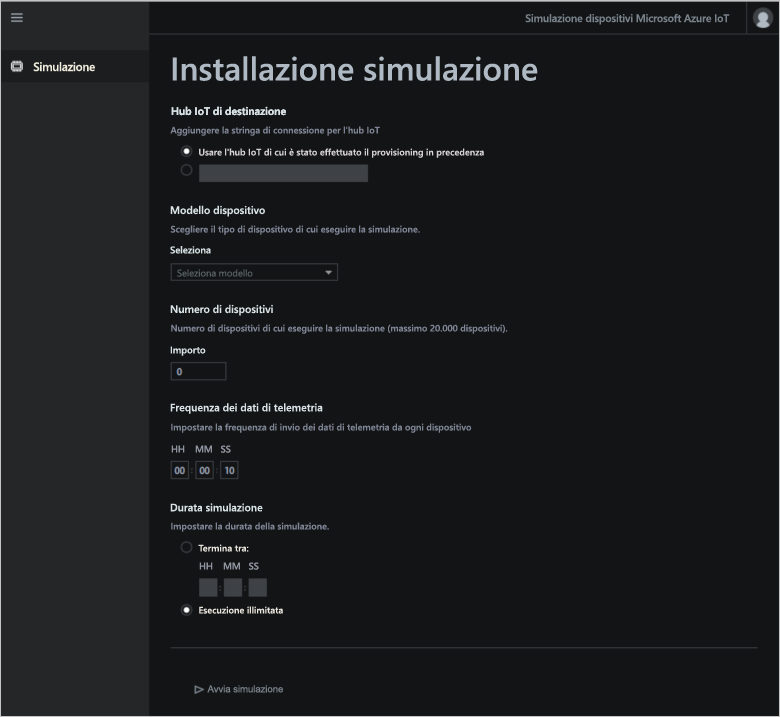 Simulazione dispositivi Microsoft Azure IoT
Simulazione
Installazione simulazione
Hub IoT di destinazione
Aggiungere la stringa di connessione per l'hub IoT
Usare l'hub IoT di cui è stato effettuato il provisioning in precedenza
Modello dispositivo
Scegliere il tipo di dispositivo di cui eseguire la simulazione.
Seleziona
Seleziona modello
Numero di dispositivi
Numero di dispositivi di cui eseguire la simulazione (massimo 20.000 dispositivi).
Importo
0
Frequenza dei dati di telemetria
Impostare la frequenza di invio dei dati di telemetria da ogni dispositivo
HH MM SS
00 : 00 : 10
Durata simulazione
Impostare la durata della simulazione.
Termina tra:
HH MM SS
: :
Esecuzione illimitata
Avvia simulazione